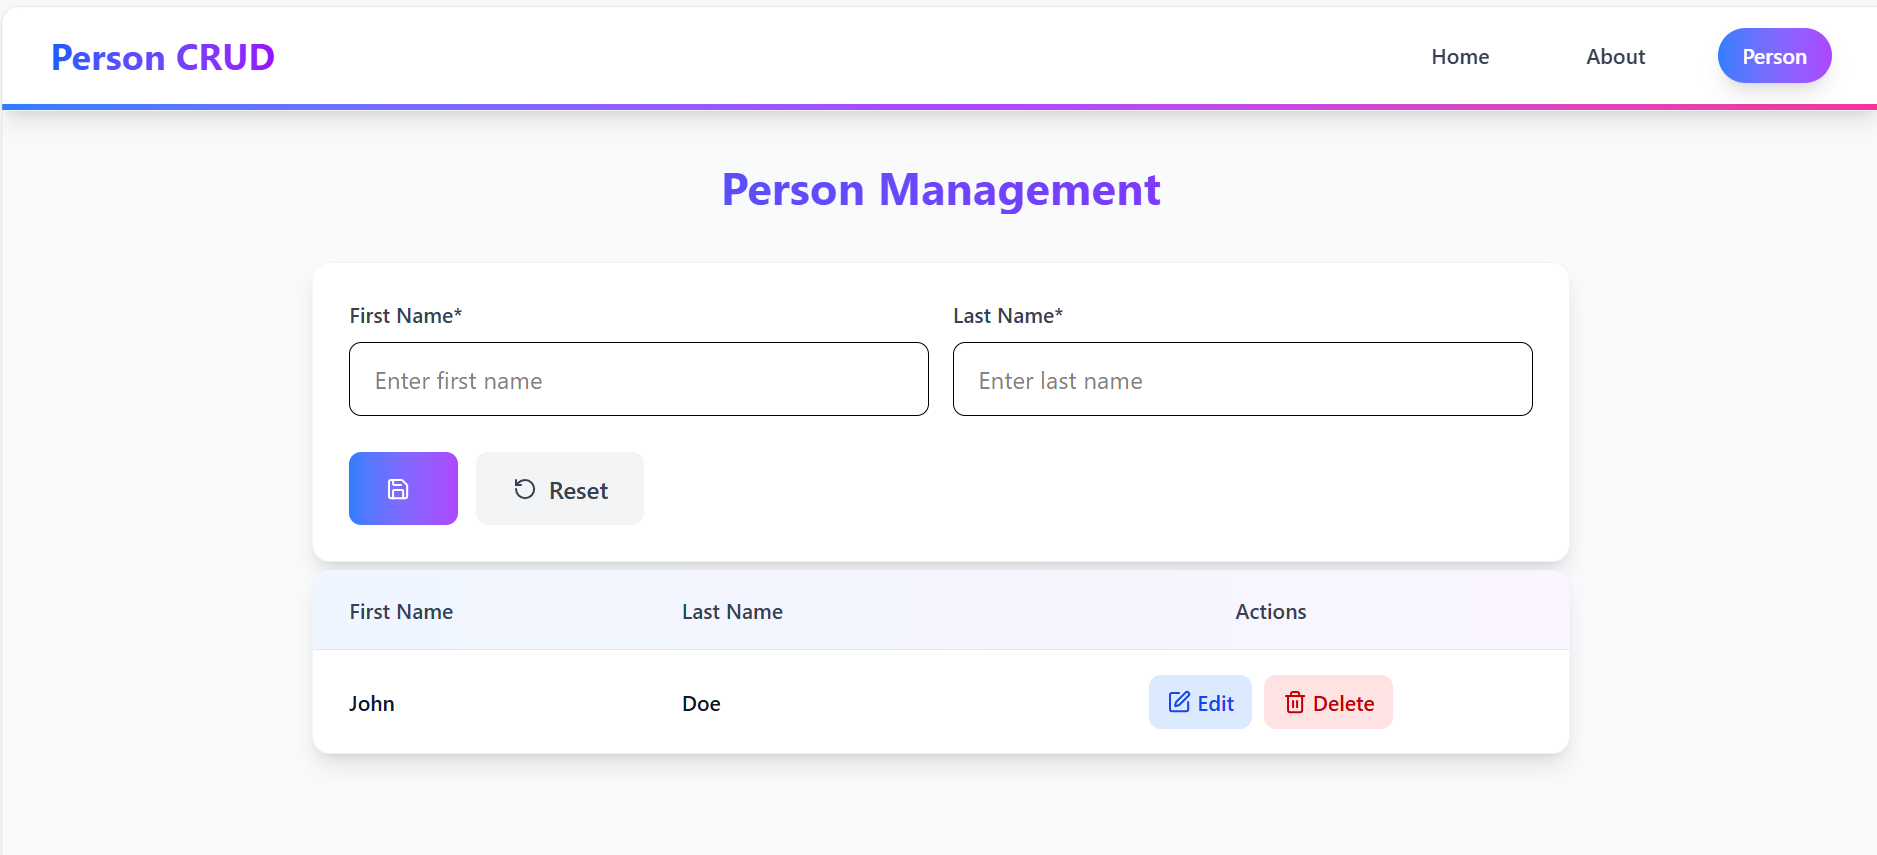 Person CRUD
Home About Person
Person Management
First Name* Last Name*
Enter first name Enter last name
Reset
First Name Last Name Actions
John Doe Edit Delete